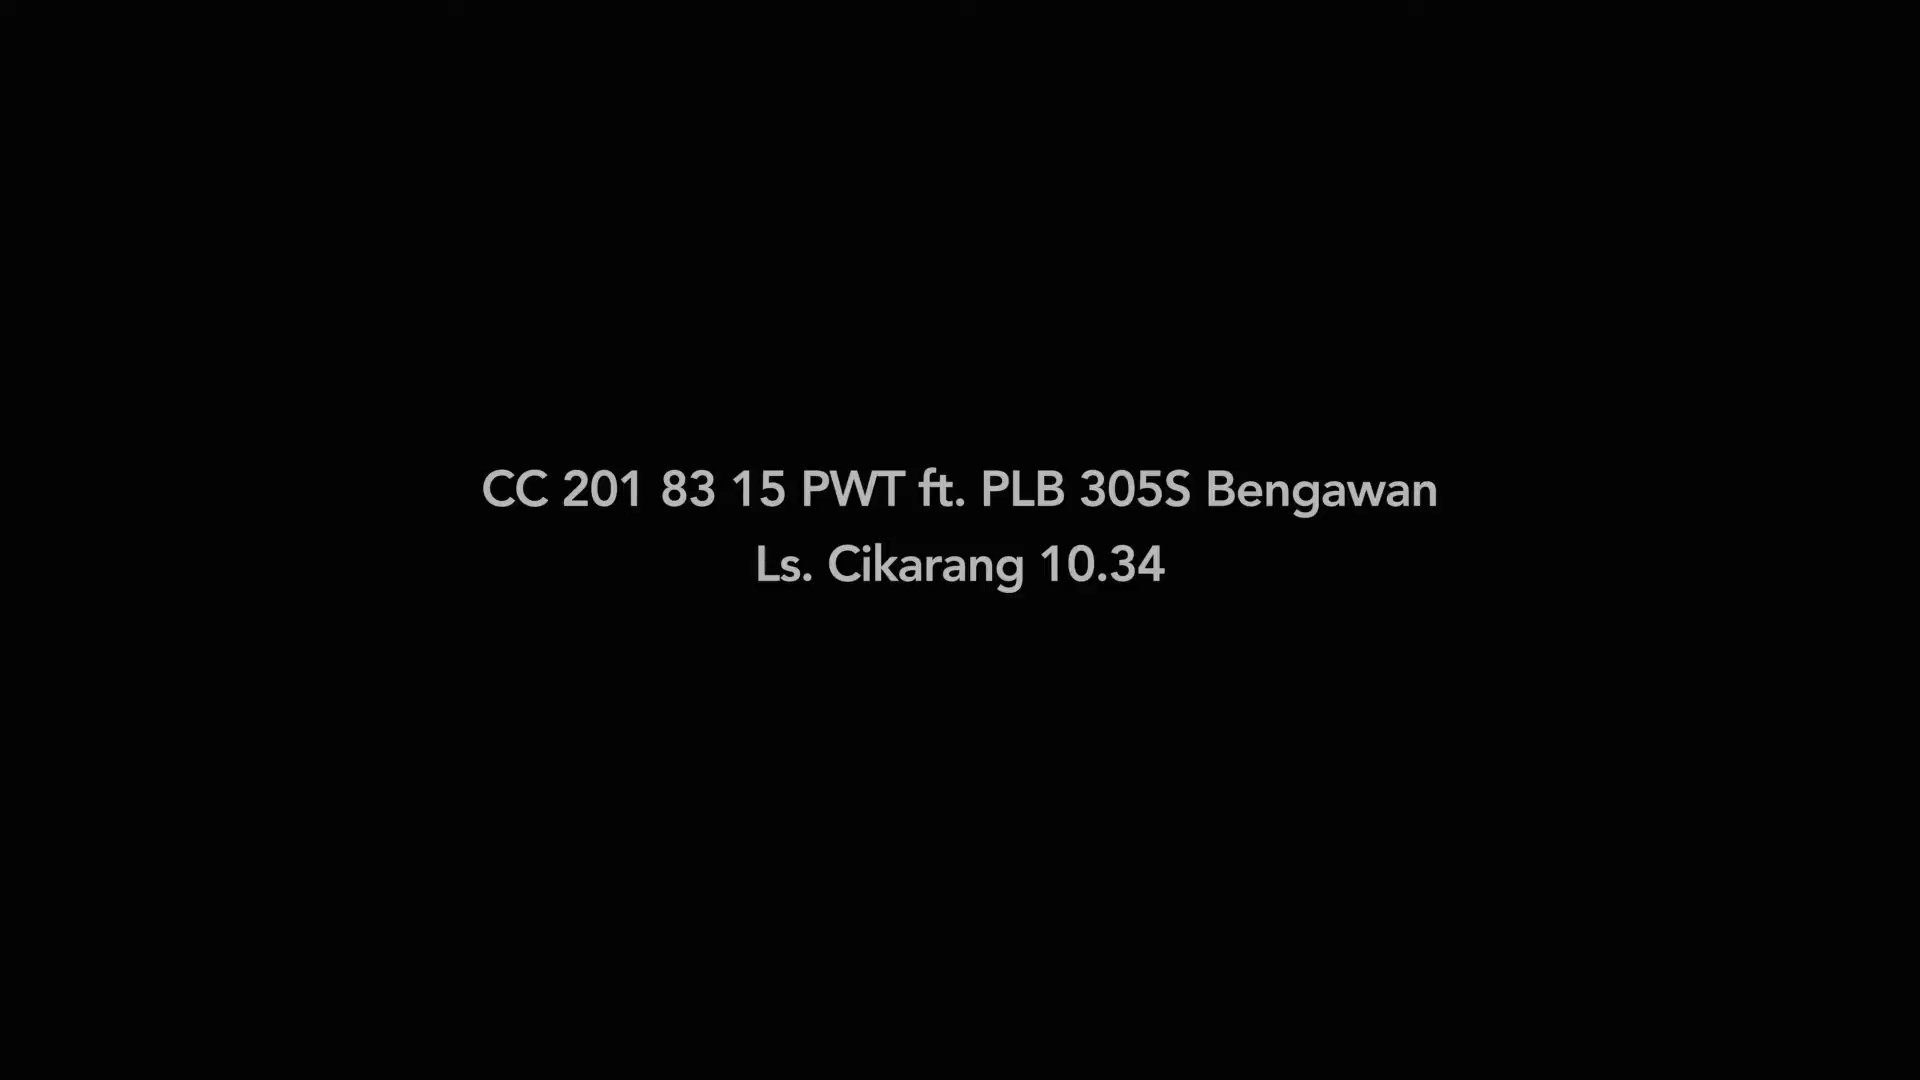 CC 201 83 15 PWT ft. PLB 305S Bengawan
Ls. Cikarang 10.34